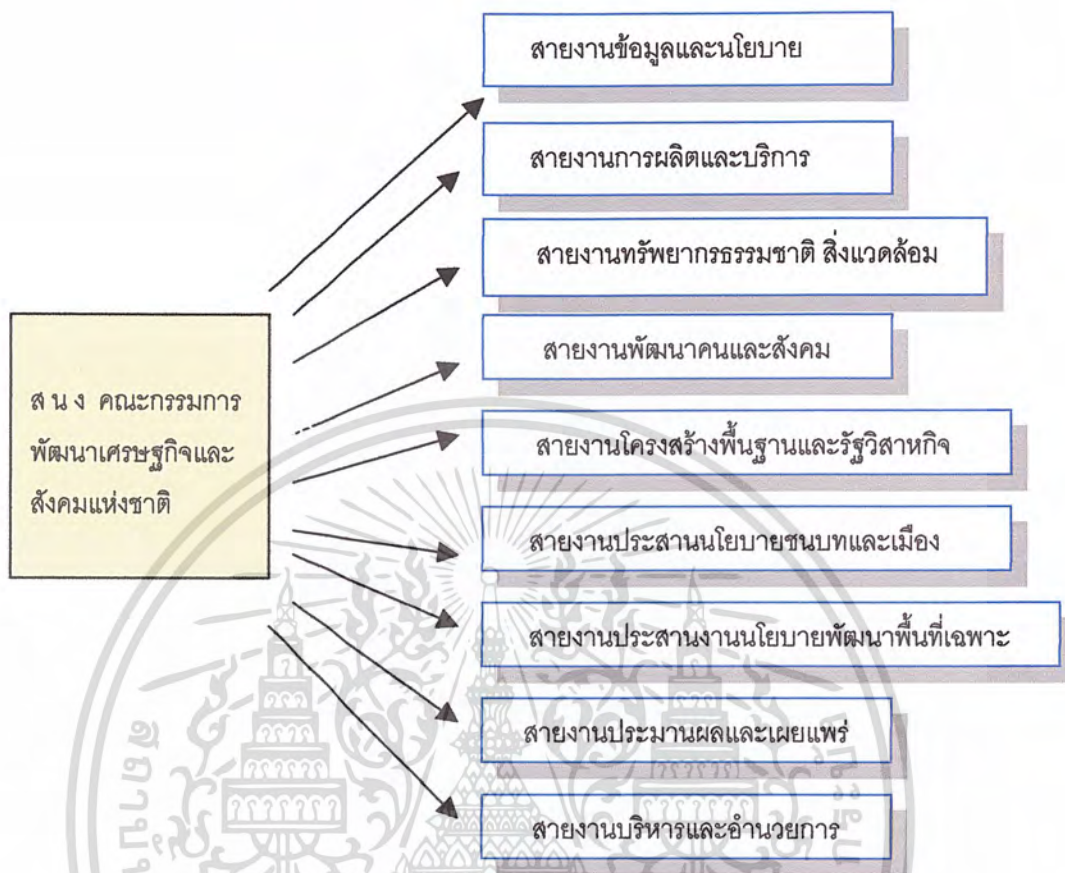 สายงานข้อมูลและนโยบาย
สายงานการผลิตและบริการ
สายงานทรัพยากรธรรมชาติ สิ่งแวดล้อม
สายงานพัฒนาคนและสังคม
ส น ง คณะกรรมการ
พัฒนาเศรษฐกิจและ
สังคมแห่งชาติ
สายงานโครงสร้างพื้นฐานและรัฐวิสาหกิจ
สายงานประสานนโยบายชนบทและเมือง
สายงานประสานงานนโยบายพัฒนาพื้นที่เฉพาะ
สายงานประมานผลและเผยแพร่
สายงานบริหารและอำนวยการ